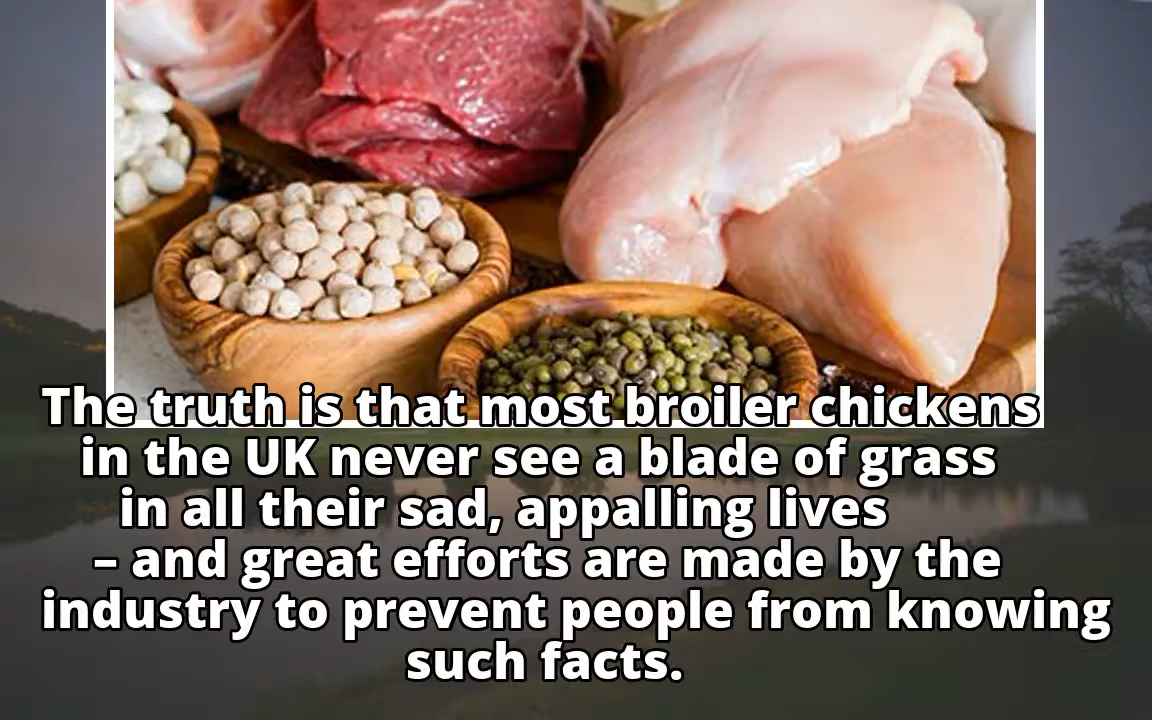 The truth is that most broiler chickens
in the UK never see a blade of grass
in all their sad, appalling lives
– and great efforts are made by the
industry to prevent people from knowing
such facts.